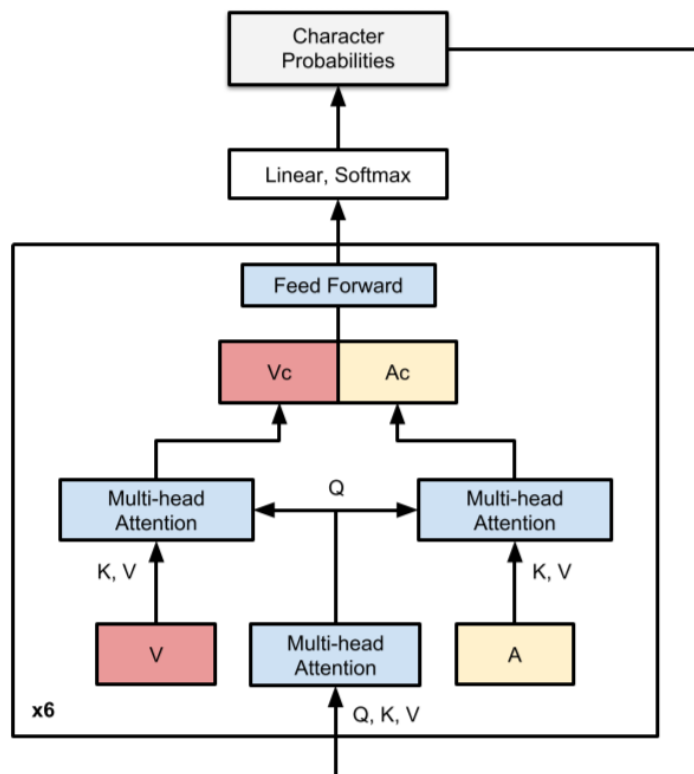 Character
Probabilities
Linear, Softmax
Feed Forward
Vc
Ac
Multi-head
Attention
Q
Multi-head
Attention
K, V
K, V
V
Multi-head
Attention
A
x6
Q, K, V